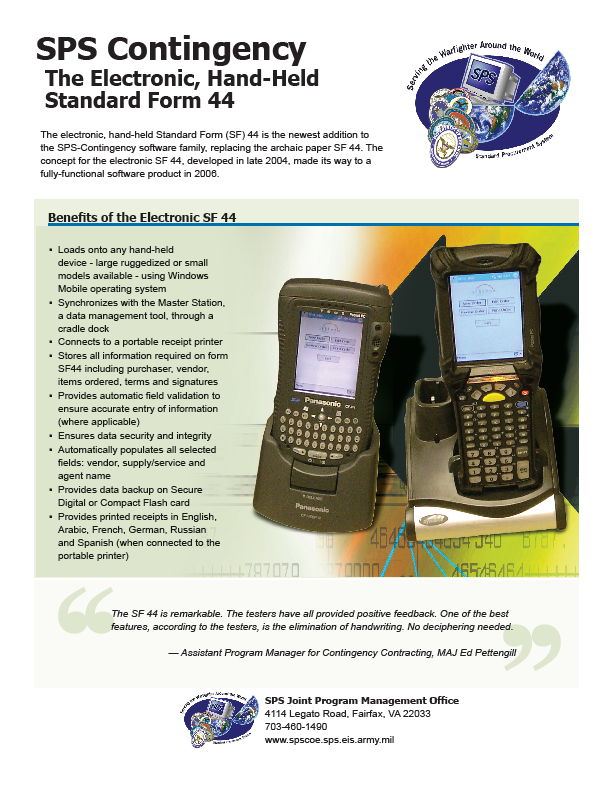 SPS Contingency
The Electronic, Hand-Held
Standard Form 44
Serving the Warfighter Around the World
SPS
Standard Procurement System
The electronic, hand-held Standard Form (SF) 44 is the newest addition to
the SPS-Contingency software family, replacing the archaic paper SF 44. The
concept for the electronic SF 44, developed in late 2004, made its way to a
fully-functional software product in 2006.
Benefits of the Electronic SF 44
▪ Loads onto any hand-held
device - large ruggedized or small
models available - using Windows
Mobile operating system
▪ Synchronizes with the Master Station,
a data management tool, through a
cradle dock
▪ Connects to a portable receipt printer
▪ Stores all information required on form
SF44 including purchaser, vendor,
items ordered, terms and signatures
▪ Provides automatic field validation to
ensure accurate entry of information
(where applicable)
▪ Ensures data security and integrity
▪ Automatically populates all selected
fields: vendor, supply/service and
agent name
▪ Provides data backup on Secure
Digital or Compact Flash card
▪ Provides printed receipts in English,
Arabic, French, German, Russian
and Spanish (when connected to the
portable printer)
Panasonic
Panasonic
“The SF 44 is remarkable. The testers have all provided positive feedback. One of the best
features, according to the testers, is the elimination of handwriting. No deciphering needed.”
— Assistant Program Manager for Contingency Contracting, MAJ Ed Pettengill
Serving the Warfighter Around the World
SPS
SPS Joint Program Management Office
4114 Legato Road, Fairfax, VA 22033
703-460-1490
www.spscoe.sps.eis.army.mil